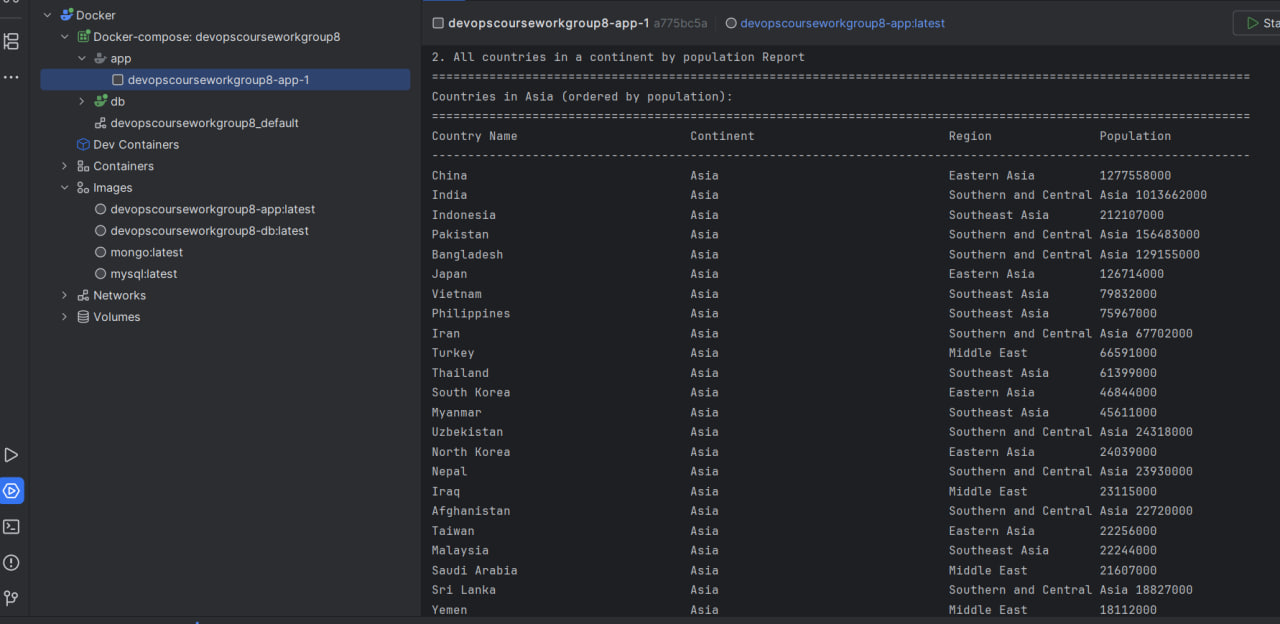 Docker
Docker-compose: devopscourseworkgroup8
app
devopscourseworkgroup8-app-1
db
devopscourseworkgroup8_default
Dev Containers
Containers
Images
devopscourseworkgroup8-app:latest
devopscourseworkgroup8-db:latest
mongo:latest
mysql:latest
Networks
Volumes
devopscourseworkgroup8-app-1 a775bc5a devopscourseworkgroup8-app:latest
2. All countries in a continent by population Report
==================================================================================================================
Countries in Asia (ordered by population):
==================================================================================================================
Country Name Continent Region Population
------------------------------------------------------------------------------------------------------------------
China Asia Eastern Asia 1277558000
India Asia Southern and Central Asia 1013662000
Indonesia Asia Southeast Asia 212107000
Pakistan Asia Southern and Central Asia 156483000
Bangladesh Asia Southern and Central Asia 129155000
Japan Asia Eastern Asia 126714000
Vietnam Asia Southeast Asia 79832000
Philippines Asia Southeast Asia 75967000
Iran Asia Southern and Central Asia 67702000
Turkey Asia Middle East 66591000
Thailand Asia Southeast Asia 61399000
South Korea Asia Eastern Asia 46844000
Myanmar Asia Southeast Asia 45611000
Uzbekistan Asia Southern and Central Asia 24318000
North Korea Asia Eastern Asia 24039000
Nepal Asia Southern and Central Asia 23930000
Iraq Asia Middle East 23115000
Afghanistan Asia Southern and Central Asia 22720000
Taiwan Asia Eastern Asia 22256000
Malaysia Asia Southeast Asia 22244000
Saudi Arabia Asia Middle East 21607000
Sri Lanka Asia Southern and Central Asia 18827000
Yemen Asia Middle East 18112000